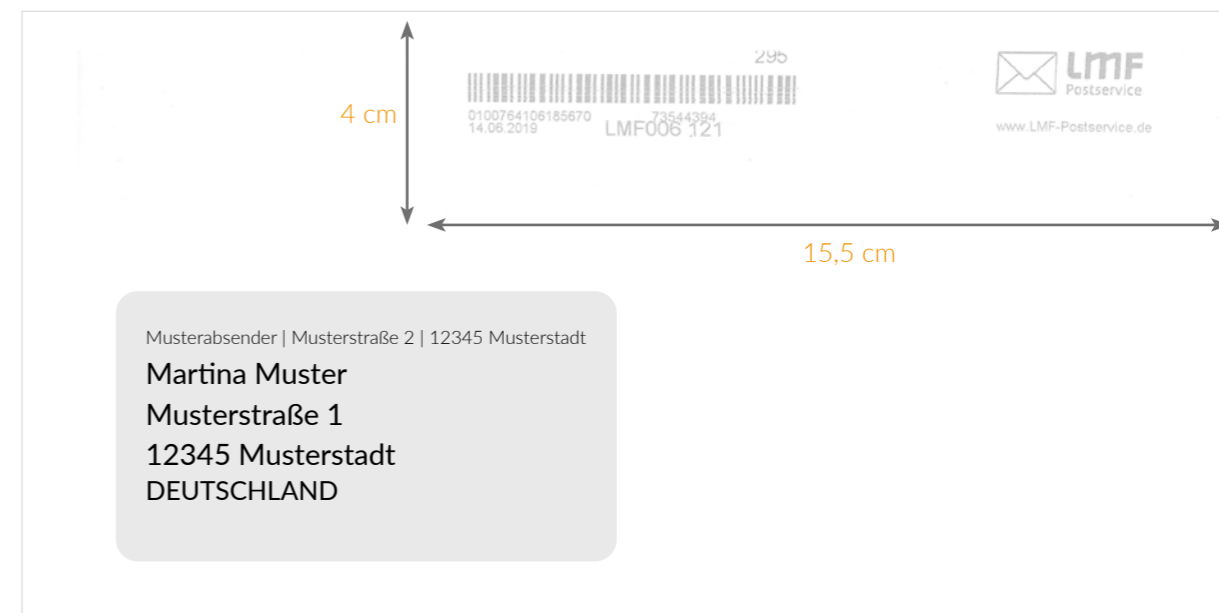 295
LMF
Postservice
4 cm
0100764106185670 73544394
14.06.2019 LMF006 121
www.LMF-Postservice.de
15,5 cm
Musterabsender | Musterstraße 2 | 12345 Musterstadt
Martina Muster
Musterstraße 1
12345 Musterstadt
DEUTSCHLAND